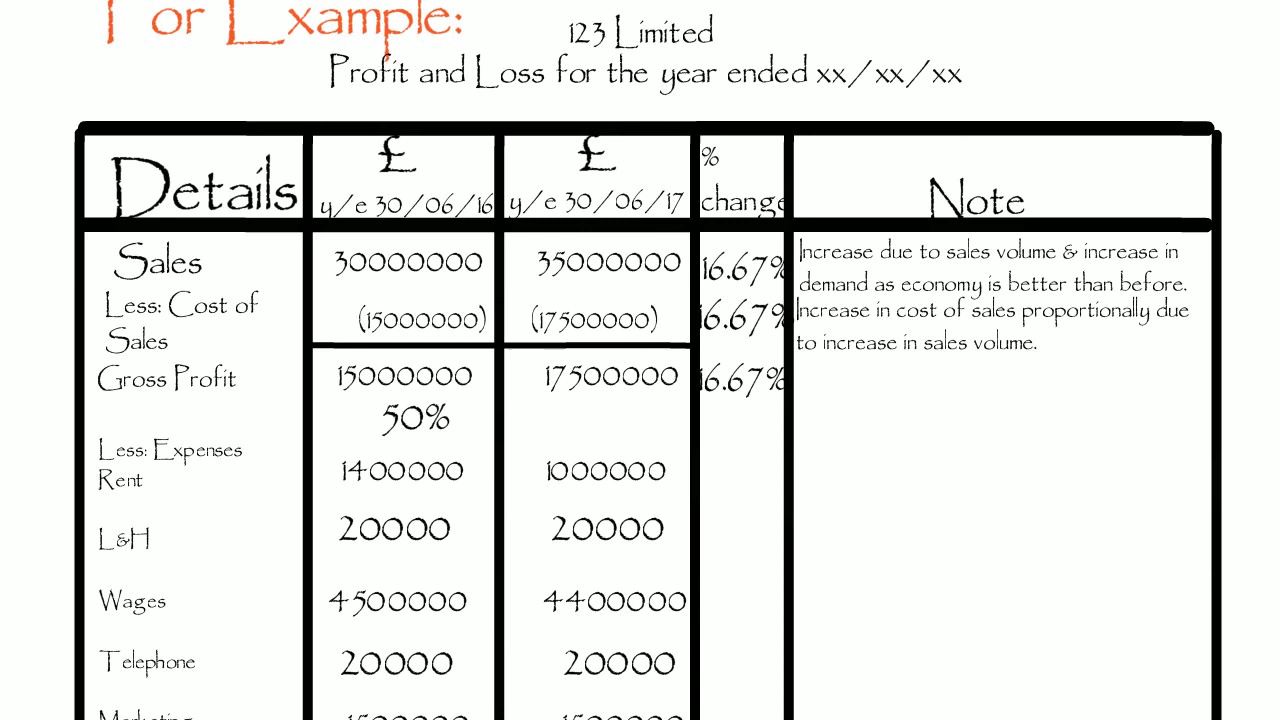 For Example:
123 Limited
Profit and Loss for the year ended xx/xx/xx
Details £ £ % Note
y/e 30/06/16 y/e 30/06/17 change
Sales 30000000 35000000 16.67% Increase due to sales volume & increase in
demand as economy is better than before.
Less: Cost of (15000000) (17500000) 16.67% Increase in cost of sales proportionally due
Sales to increase in sales volume.
Gross Profit 15000000 17500000 16.67%
50%
Less: Expenses
Rent 1400000 1000000
L&H 20000 20000
Wages 4500000 4400000
Telephone 20000 20000